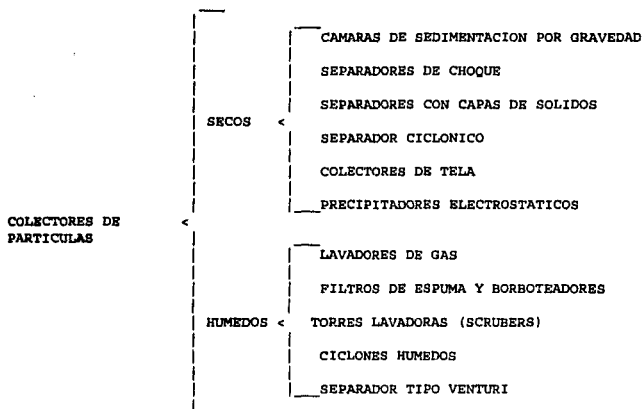 CAMARAS DE SEDIMENTACION POR GRAVEDAD
SEPARADORES DE CHOQUE
SEPARADORES CON CAPAS DE SOLIDOS
SECOS <
SEPARADOR CICLONICO
COLECTORES DE TELA
PRECIPITADORES ELECTROSTATICOS
COLECTORES DE <
PARTICULAS
LAVADORES DE GAS
FILTROS DE ESPUMA Y BORBOTEADORES
HUMEDOS < TORRES LAVADORAS (SCRUBERS)
CICLONES HUMEDOS
SEPARADOR TIPO VENTURI